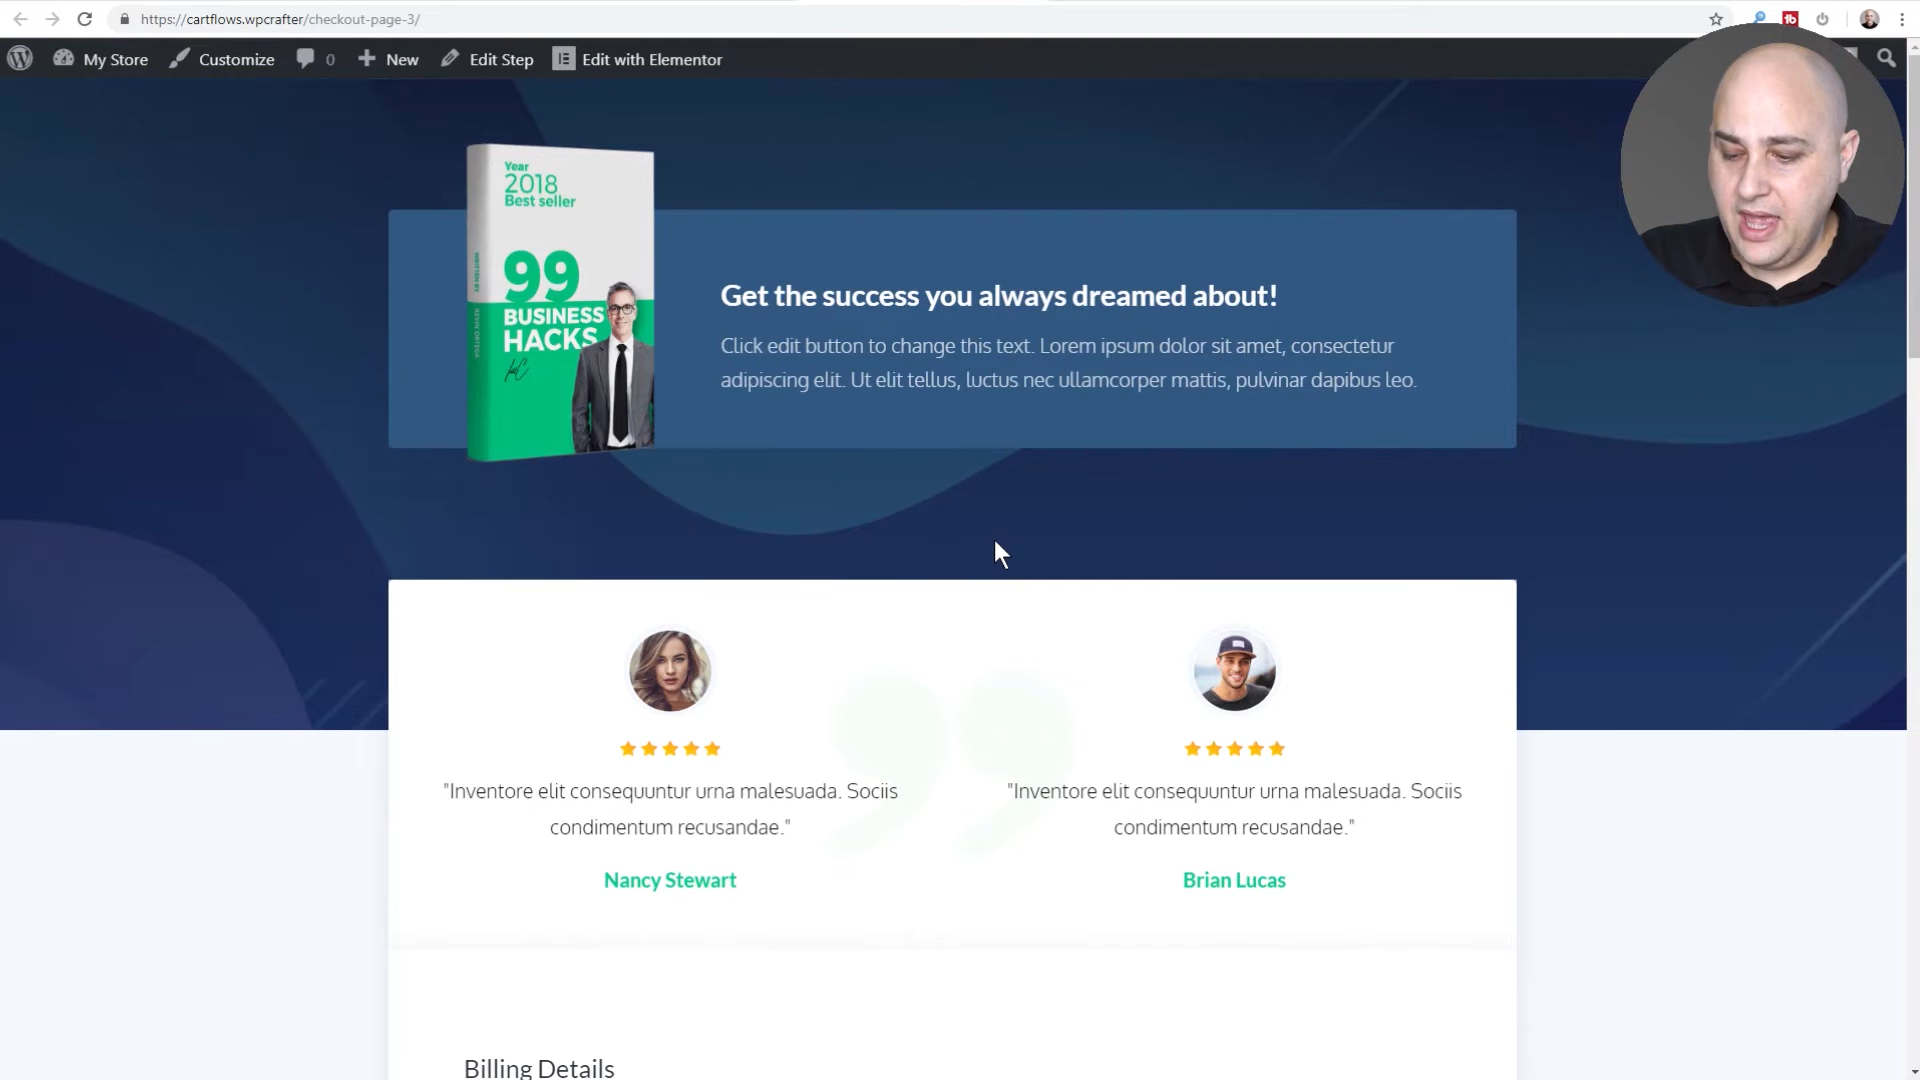 https://cartflows.wpcrafter/checkout-page-3/
My Store
Customize
0
New
Edit Step
Edit with Elementor
Year
2018
Best seller
99
BUSINESS
HACKS
Get the success you always dreamed about!
Click edit button to change this text. Lorem ipsum dolor sit amet, consectetur
adipiscing elit. Ut elit tellus, luctus nec ullamcorper mattis, pulvinar dapibus leo.
"Inventore elit consequuntur urna malesuada. Sociis
condimentum recusandae."
Nancy Stewart
"Inventore elit consequuntur urna malesuada. Sociis
condimentum recusandae."
Brian Lucas
Billing Details